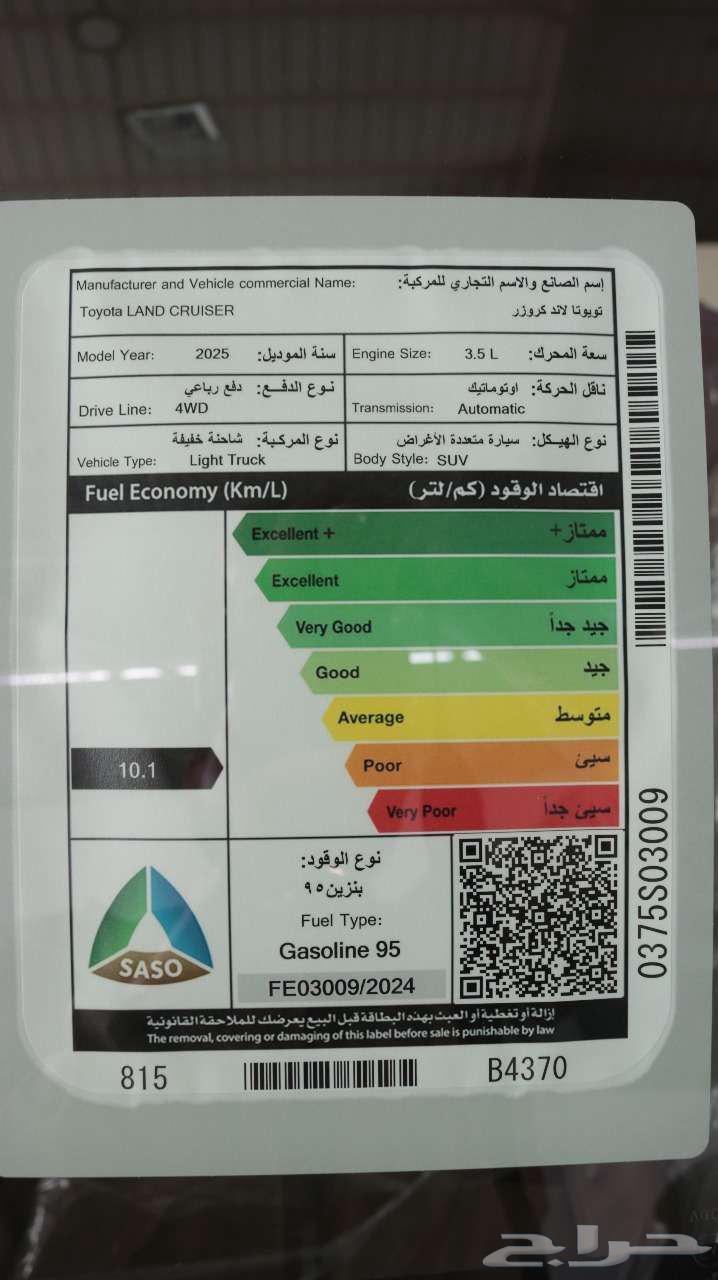 Manufacturer and Vehicle commercial Name: إسم الصانع والاسم التجاري للمركبة:
Toyota LAND CRUISER تويوتا لاند كروزر
Model Year: 2025 سنة الموديل: Engine Size: 3.5 L سعة المحرك:
نوع الدفــع: دفع رباعي ناقل الحركة: اوتوماتيك
Drive Line: 4WD Transmission: Automatic
نوع المركبة: شاحنة خفيفة نوع الهيـكل: سيارة متعددة الأغراض
Vehicle Type: Light Truck Body Style: SUV
Fuel Economy (Km/L) اقتصاد الوقود (كم/لتر)
Excellent + ممتاز+
Excellent ممتاز
Very Good جيد جداً
Good جيد
Average متوسط
10.1 Poor سيئ
Very Poor سيئ جداً
نوع الوقود:
بنزين ٩٥
Fuel Type:
Gasoline 95
SASO
FE03009/2024
إزالة أو تغطية أو العبث بهذه البطاقة قبل البيع يعرضك للملاحقة القانونية
The removal, covering or damaging of this label before sale is punishable by law
815 B4370
0375S03009
حراج